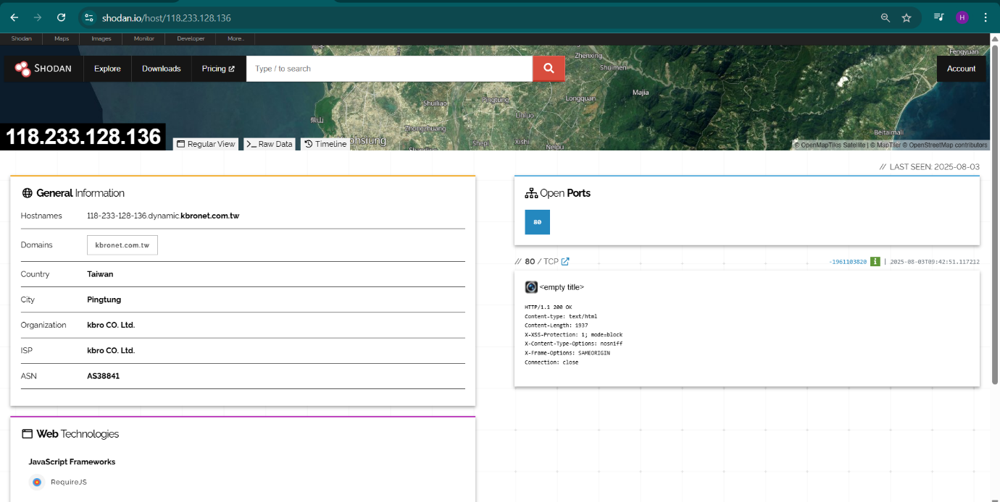 shodan.io/host/118.233.128.136
H
Shodan Maps Images Monitor Developer More...
SHODAN Explore Downloads Pricing Type / to search Account
Fengyuan
Zhenxing
Shijimen
Majia
Longquan
Pingtung
Shuiliao
Linluo
柴山
Zhongzhuang
Kaohsiung
Xishi
Neipu
Beitaimali
118.233.128.136 Regular View >_ Raw Data Timeline
© OpenMapTiles Satellite | © MapTiler © OpenStreetMap contributors
// LAST SEEN: 2025-08-03
General Information
Hostnames 118-233-128-136.dynamic.kbronet.com.tw
Domains kbronet.com.tw
Country Taiwan
City Pingtung
Organization kbro CO. Ltd.
ISP kbro CO. Ltd.
ASN AS38841
Web Technologies
JavaScript Frameworks
RequireJS
Open Ports
80
// 80 / TCP -1961103820 i | 2025-08-03T09:42:51.117212
<empty title>
HTTP/1.1 200 OK
Content-type: text/html
Content-Length: 1937
X-XSS-Protection: 1; mode=block
X-Content-Type-Options: nosniff
X-Frame-Options: SAMEORIGIN
Connection: close